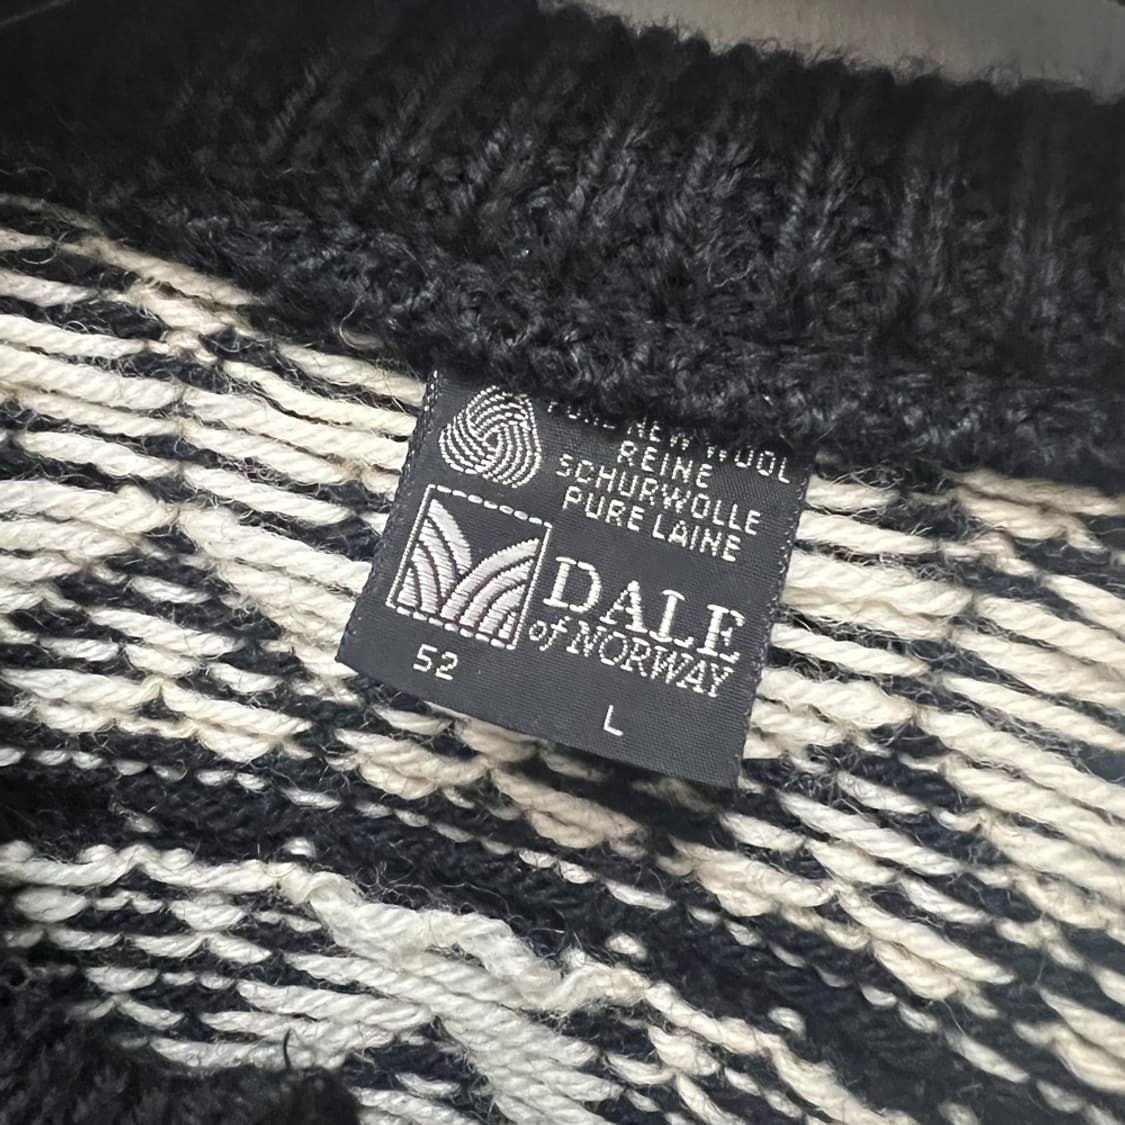 PURE NEW WOOL
REINE
SCHURWOLLE
PURE LAINE
DALE
of NORWAY
52
L